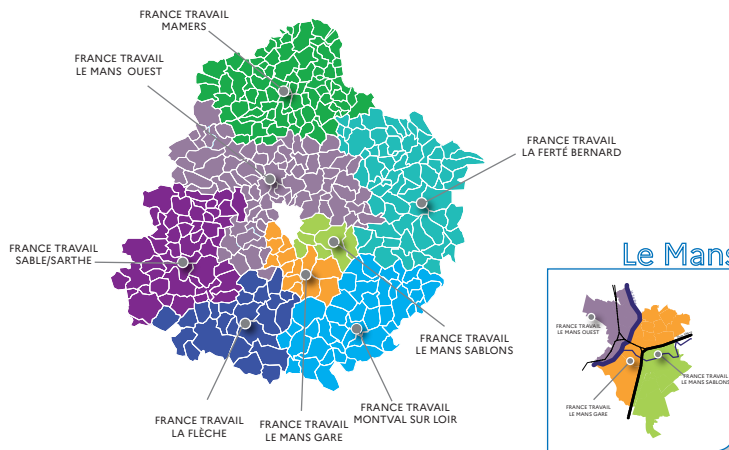 FRANCE TRAVAIL
MAMERS
FRANCE TRAVAIL
LE MANS OUEST
FRANCE TRAVAIL
LA FERTÉ BERNARD
FRANCE TRAVAIL
SABLE/SARTHE
FRANCE TRAVAIL
LE MANS SABLONS
FRANCE TRAVAIL
MONTVAL SUR LOIR
FRANCE TRAVAIL
LE MANS GARE
FRANCE TRAVAIL
LA FLÈCHE
Le Mans
FRANCE TRAVAIL
LE MANS OUEST
FRANCE TRAVAIL
LE MANS SABLONS
FRANCE TRAVAIL
LE MANS GARE